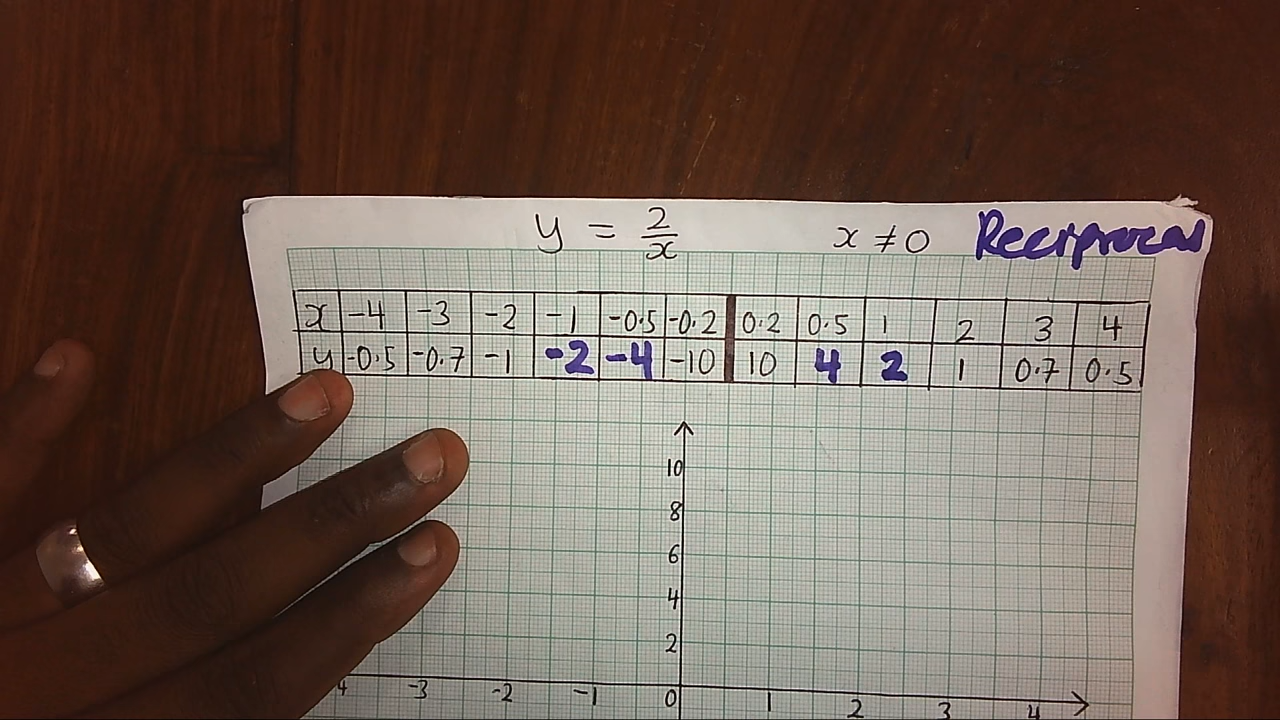 y = 2/x x ≠ 0 Reciprocal
x -4 -3 -2 -1 -0.5 -0.2 0.2 0.5 1 2 3 4
y -0.5 -0.7 -1 -2 -4 -10 10 4 2 1 0.7 0.5
10
8
6
4
2
4 -3 -2 -1 0 1 2 3 4